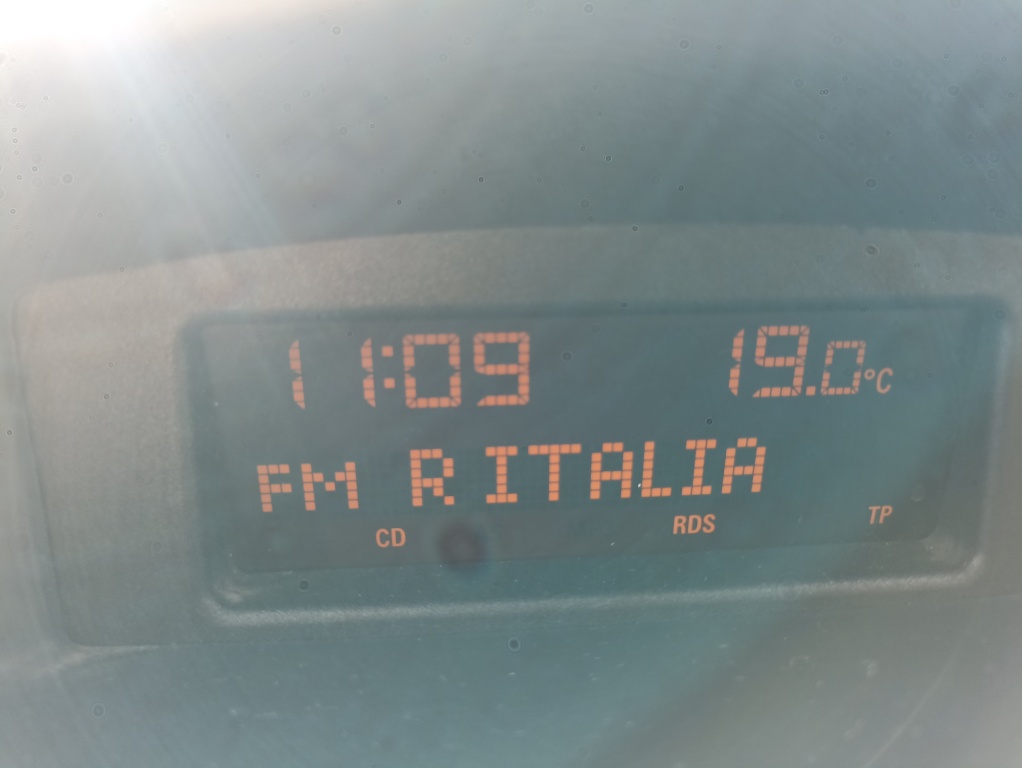 11:09 19.0°C
FM R ITALIA
CD RDS TP